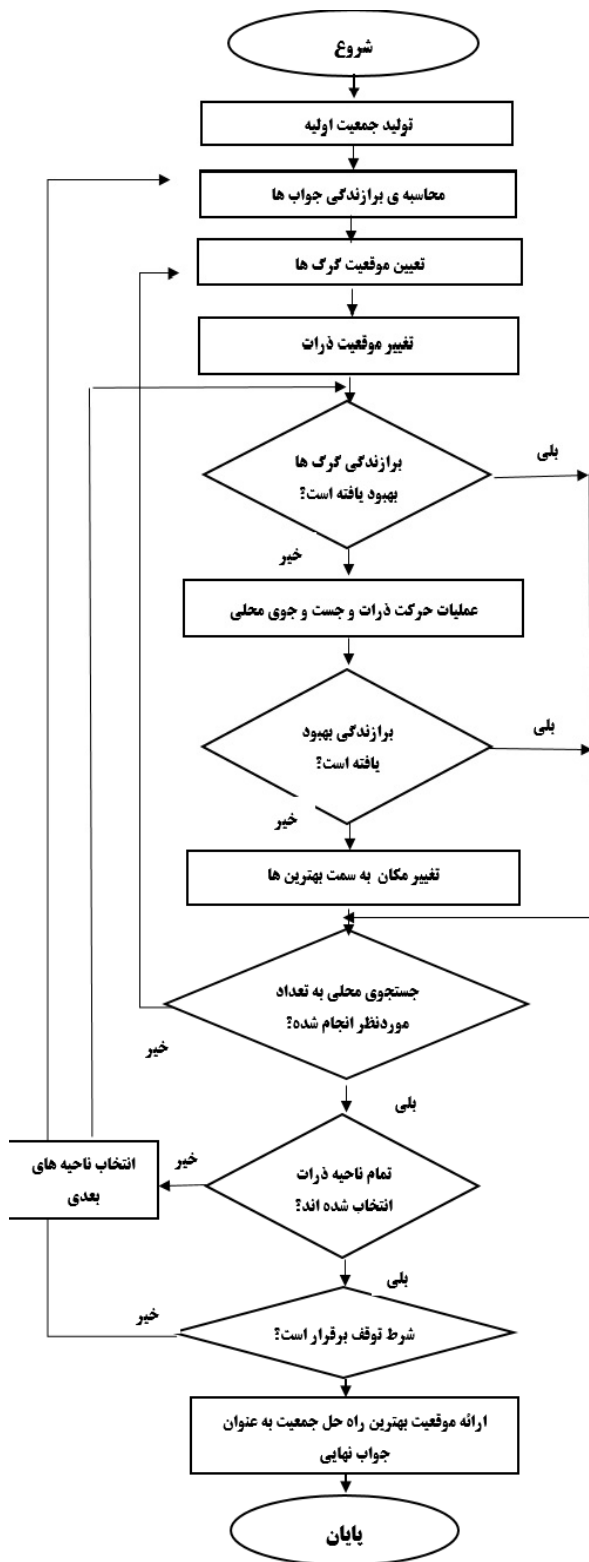 شروع
تولید جمعیت اولیه
محاسبه ی برازندگی جواب ها
تعیین موقعیت گرگ ها
تغییر موقعیت ذرات
برازندگی گرگ ها
بهبود یافته است؟
بلی
خیر
عملیات حرکت ذرات و جست و جوی محلی
برازندگی بهبود
یافته است؟
بلی
خیر
تغییر مکان به سمت بهترین ها
جستجوی محلی به تعداد
موردنظر انجام شده؟
خیر
بلی
تمام ناحیه ذرات
انتخاب شده اند؟
خیر
انتخاب ناحیه های
بعدی
بلی
شرط توقف برقرار است؟
خیر
ارائه موقعیت بهترین راه حل جمعیت به عنوان
جواب نهایی
پایان